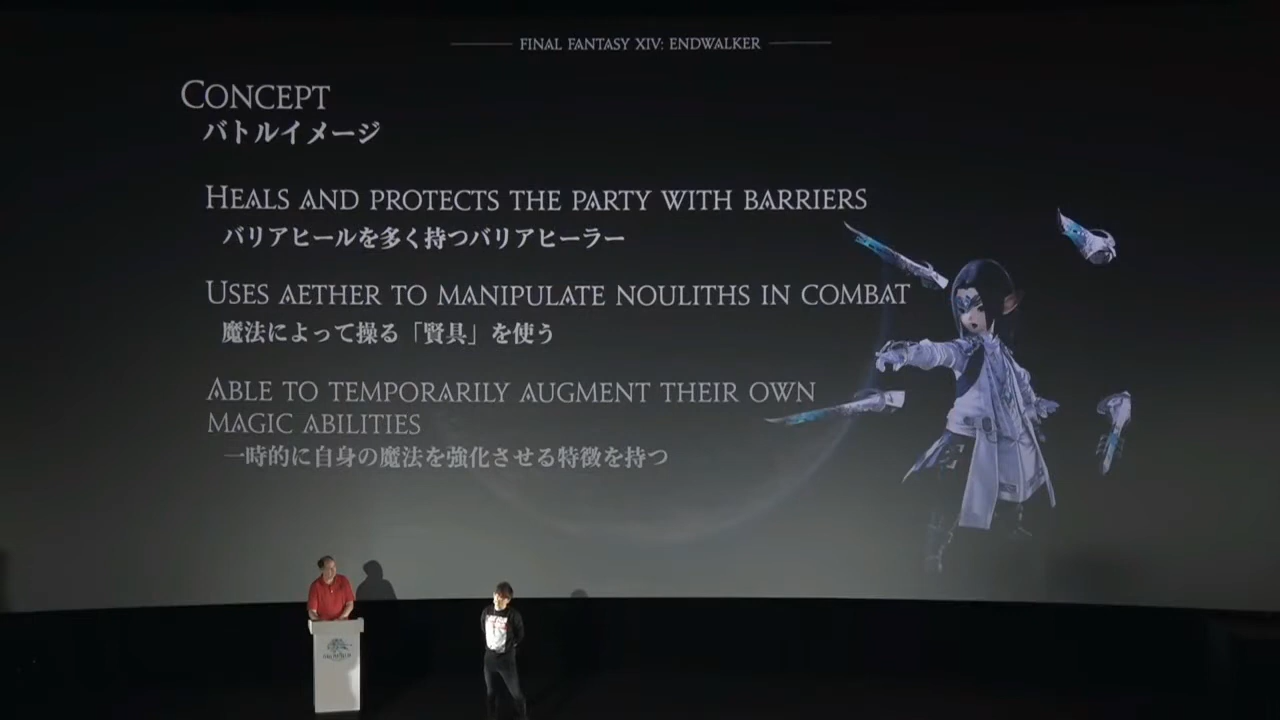 FINAL FANTASY XIV: ENDWALKER
CONCEPT
バトルイメージ
HEALS AND PROTECTS THE PARTY WITH BARRIERS
バリアヒールを多く持つバリアヒーラー
USES AETHER TO MANIPULATE NOULITHS IN COMBAT
魔法によって操る「賢具」を使う
ABLE TO TEMPORARILY AUGMENT THEIR OWN
MAGIC ABILITIES
一時的に自身の魔法を強化させる特徴を持つ